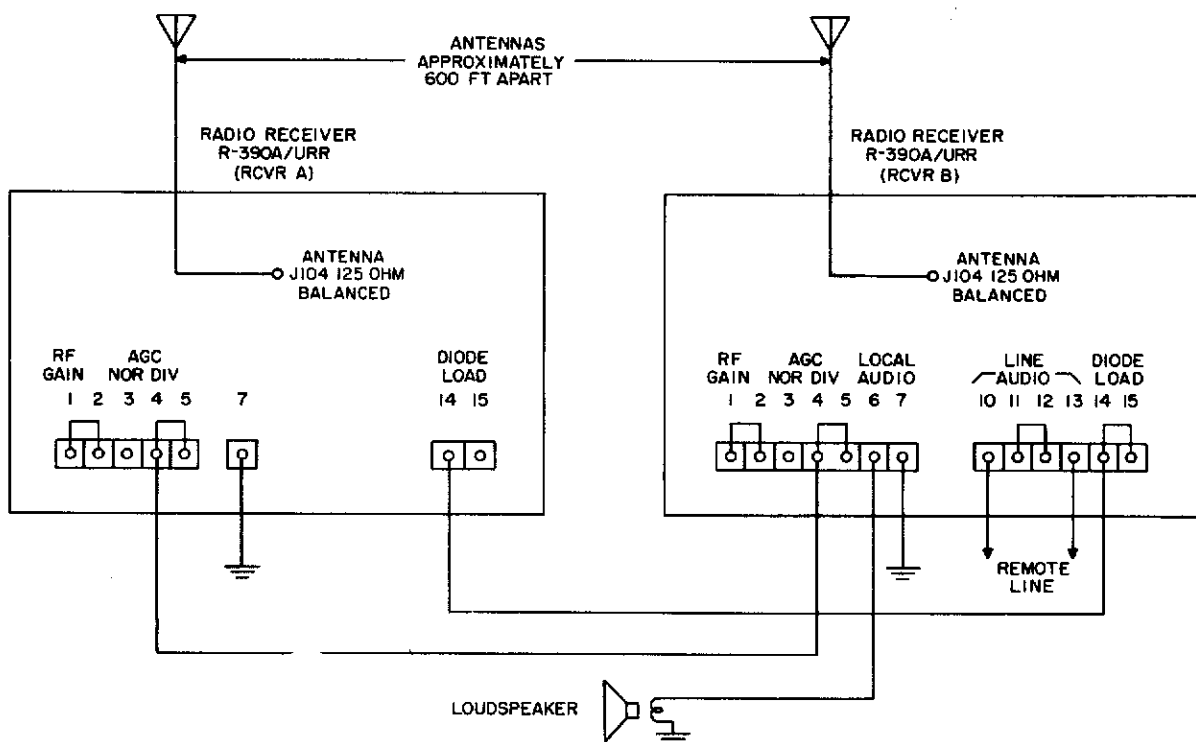 ANTENNAS
APPROXIMATELY
600 FT APART
RADIO RECEIVER
R-390A/URR
(RCVR A)
RADIO RECEIVER
R-390A/URR
(RCVR B)
ANTENNA
J104 125 OHM
BALANCED
ANTENNA
J104 125 OHM
BALANCED
RF
GAIN
1 2
AGC
NOR DIV
3 4 5
7
DIODE
LOAD
14 15
RF
GAIN
1 2
AGC
NOR DIV
3 4 5
LOCAL
AUDIO
6 7
LINE
AUDIO
10 11 12 13
DIODE
LOAD
14 15
REMOTE
LINE
LOUDSPEAKER